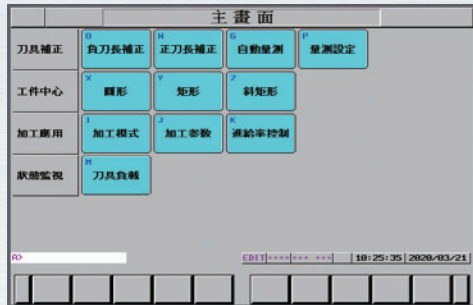 主畫面
刀具補正
O 負刀長補正
N 正刀長補正
G 自動量測
P 量測設定
工件中心
X 圓形
Y 矩形
Z 斜矩形
加工應用
I 加工模式
J 加工參數
K 進給率控制
狀態監視
M 刀具負載
A>
EDIT **** *** *** 10:25:35 2020/03/21